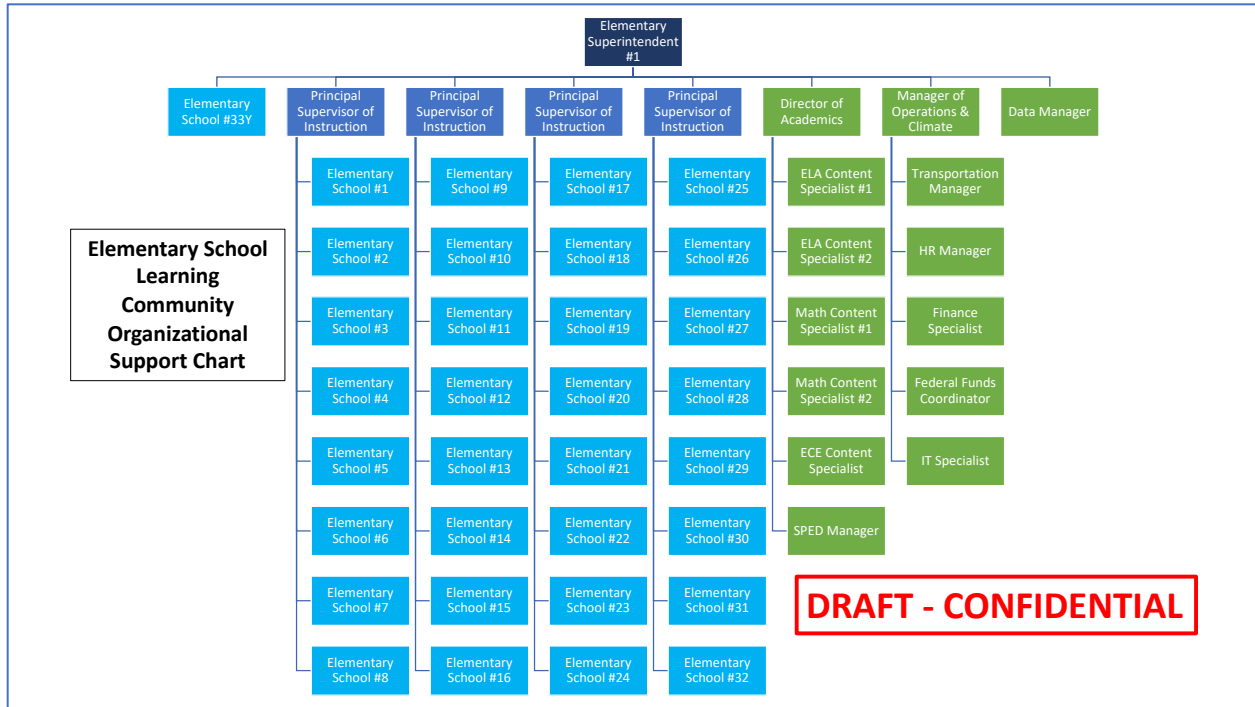 Elementary
Superintendent
#1
Elementary
School #33Y
Principal
Supervisor of
Instruction
Principal
Supervisor of
Instruction
Principal
Supervisor of
Instruction
Principal
Supervisor of
Instruction
Director of
Academics
Manager of
Operations &
Climate
Data Manager
Elementary
School #1
Elementary
School #9
Elementary
School #17
Elementary
School #25
ELA Content
Specialist #1
Transportation
Manager
Elementary School
Learning
Community
Organizational
Support Chart
Elementary
School #2
Elementary
School #10
Elementary
School #18
Elementary
School #26
ELA Content
Specialist #2
HR Manager
Elementary
School #3
Elementary
School #11
Elementary
School #19
Elementary
School #27
Math Content
Specialist #1
Finance
Specialist
Elementary
School #4
Elementary
School #12
Elementary
School #20
Elementary
School #28
Math Content
Specialist #2
Federal Funds
Coordinator
Elementary
School #5
Elementary
School #13
Elementary
School #21
Elementary
School #29
ECE Content
Specialist
IT Specialist
Elementary
School #6
Elementary
School #14
Elementary
School #22
Elementary
School #30
SPED Manager
Elementary
School #7
Elementary
School #15
Elementary
School #23
Elementary
School #31
DRAFT - CONFIDENTIAL
Elementary
School #8
Elementary
School #16
Elementary
School #24
Elementary
School #32